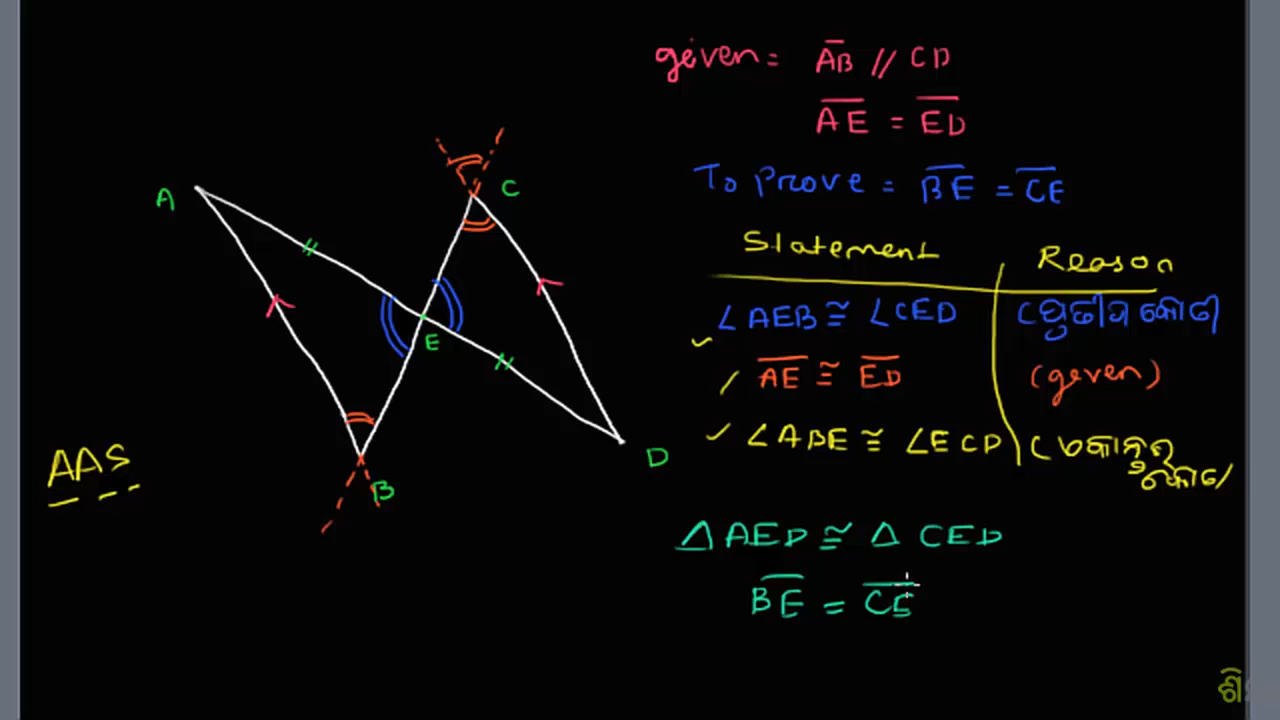 given = AB // CD
AE = ED
To prove = BE = CE
Statement Reason
∠AEB ≅ ∠CED (ପ୍ରତୀପ କୋଣ)
AE ≅ ED (geven)
∠ABE ≅ ∠ECD (ଏକାନ୍ତର
କୋଣ)
△AED ≅ △CED
BE = CE
A
C
E
B
D
AAS
ଶି